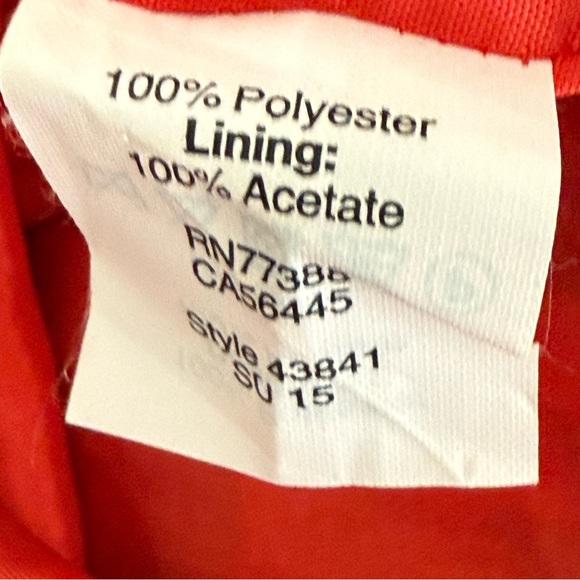 100% Polyester
Lining:
100% Acetate
RN77388
CA56445
Style 43841
SU 15